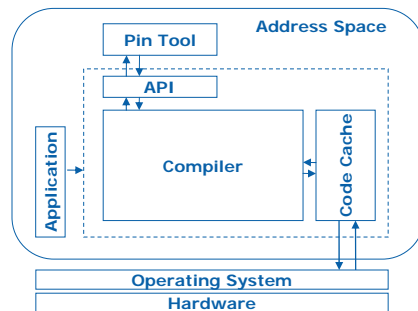 Address Space
Pin Tool
API
Application
Compiler
Code Cache
Operating System
Hardware